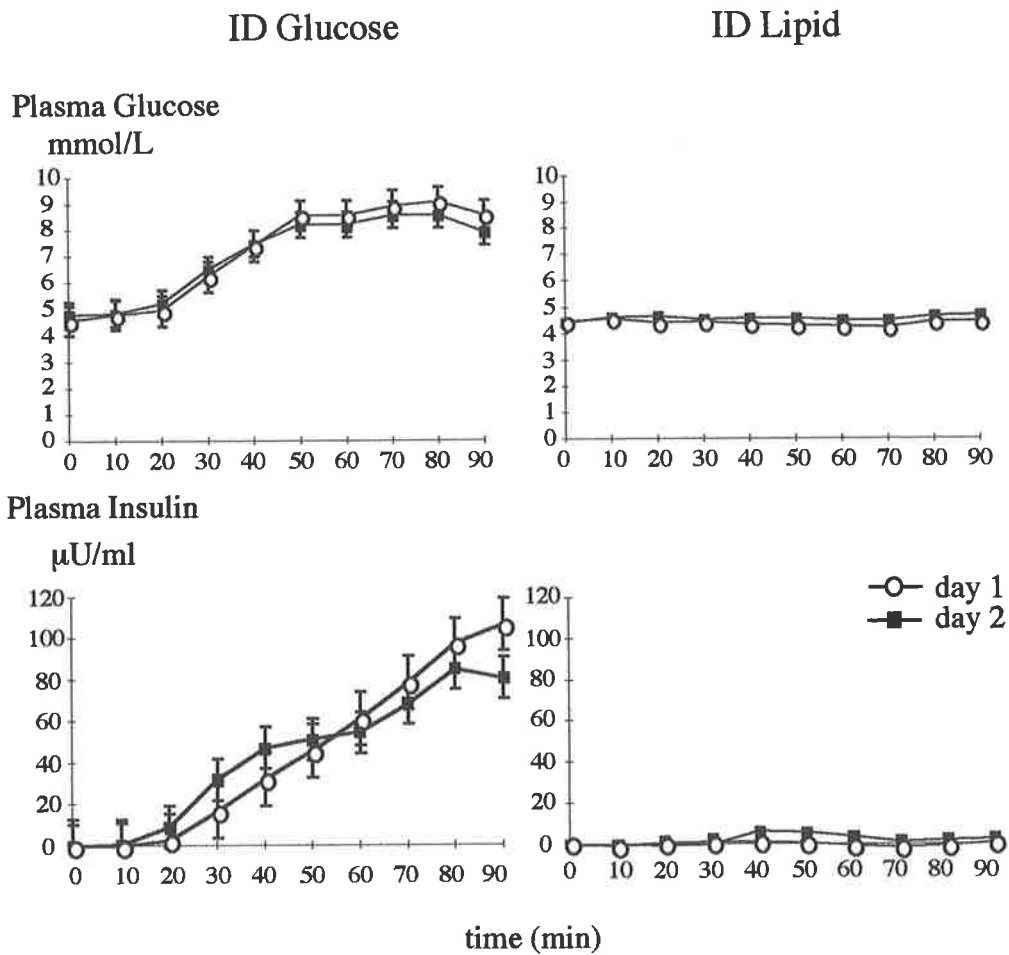 ID Glucose ID Lipid
Plasma Glucose
mmol/L
10 10
9 9
8 8
7 7
6 6
5 5
4 4
3 3
2 2
1 1
0 0
0 10 20 30 40 50 60 70 80 90 0 10 20 30 40 50 60 70 80 90
Plasma Insulin
μU/ml
120 120
day 1
day 2
100 100
80 80
60 60
40 40
20 20
0 0
0 10 20 30 40 50 60 70 80 90 0 10 20 30 40 50 60 70 80 90
time (min)